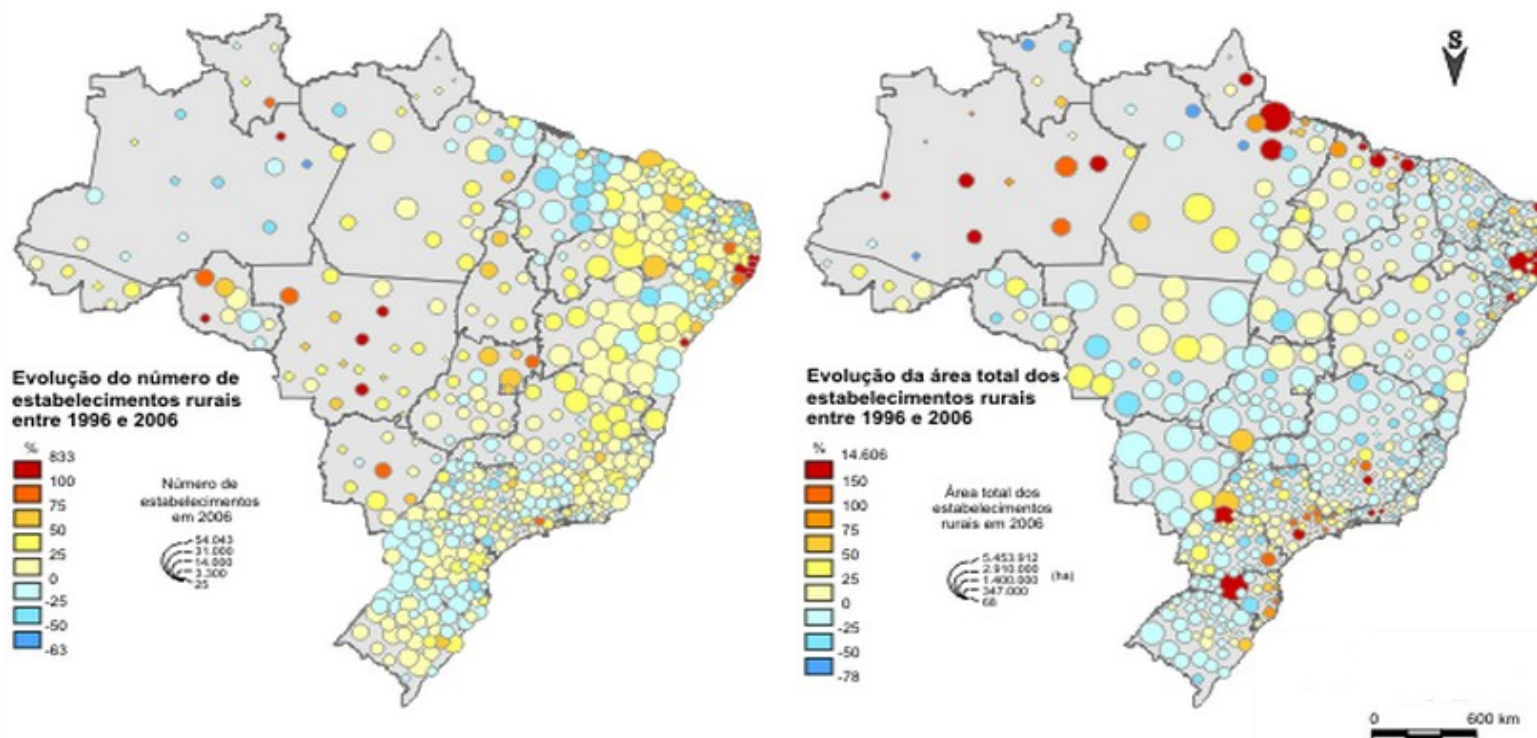 S
Evolução do número de
estabelecimentos rurais
entre 1996 e 2006
%
833
100
75
50
25
0
-25
-50
-63
Número de
estabelecimentos
em 2006
54.043
31.000
14.000
3.300
25
Evolução da área total dos
estabelecimentos rurais
entre 1996 e 2006
%
14.606
150
100
75
50
25
0
-25
-50
-78
Área total dos
estabelecimentos
rurais em 2006
5.453.912
2.910.000
1.400.000
347.000
68
(ha)
0 600 km